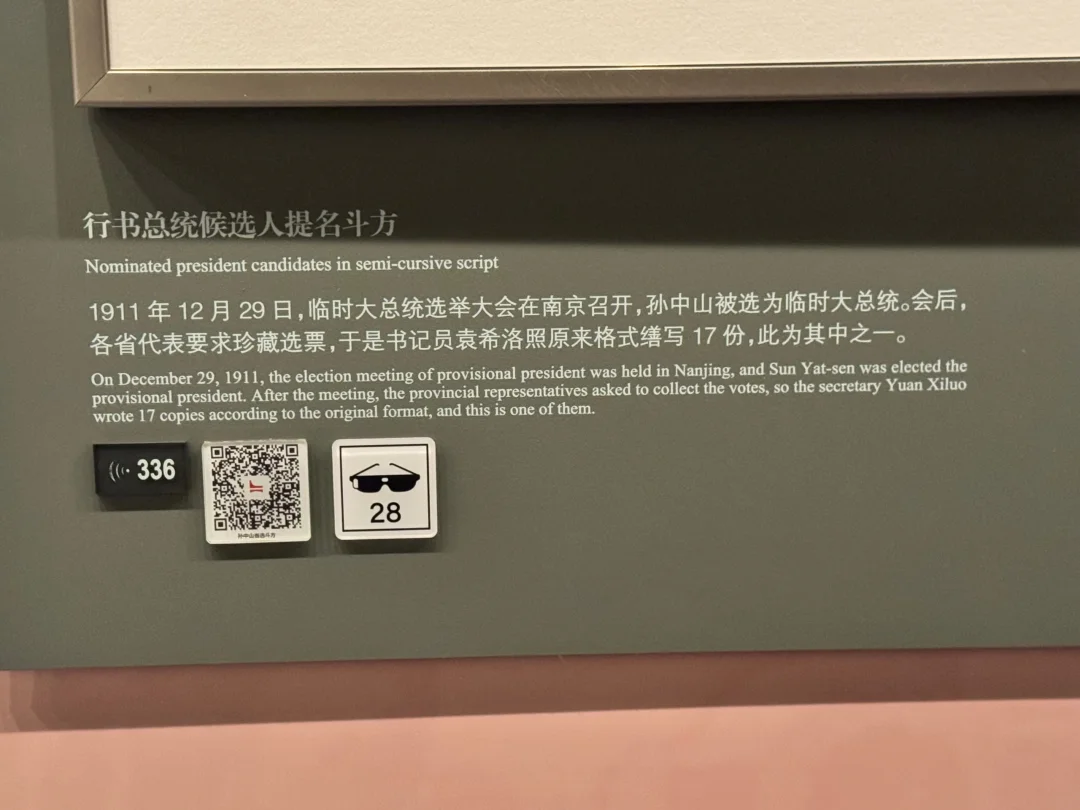 行书总统候选人提名斗方
Nominated president candidates in semi-cursive script
1911 年 12 月 29 日，临时大总统选举大会在南京召开，孙中山被选为临时大总统。会后，
各省代表要求珍藏选票，于是书记员袁希洛照原来格式缮写 17 份，此为其中之一。
On December 29, 1911, the election meeting of provisional president was held in Nanjing, and Sun Yat-sen was elected the
provisional president. After the meeting, the provincial representatives asked to collect the votes, so the secretary Yuan Xiluo
wrote 17 copies according to the original format, and this is one of them.
336
28